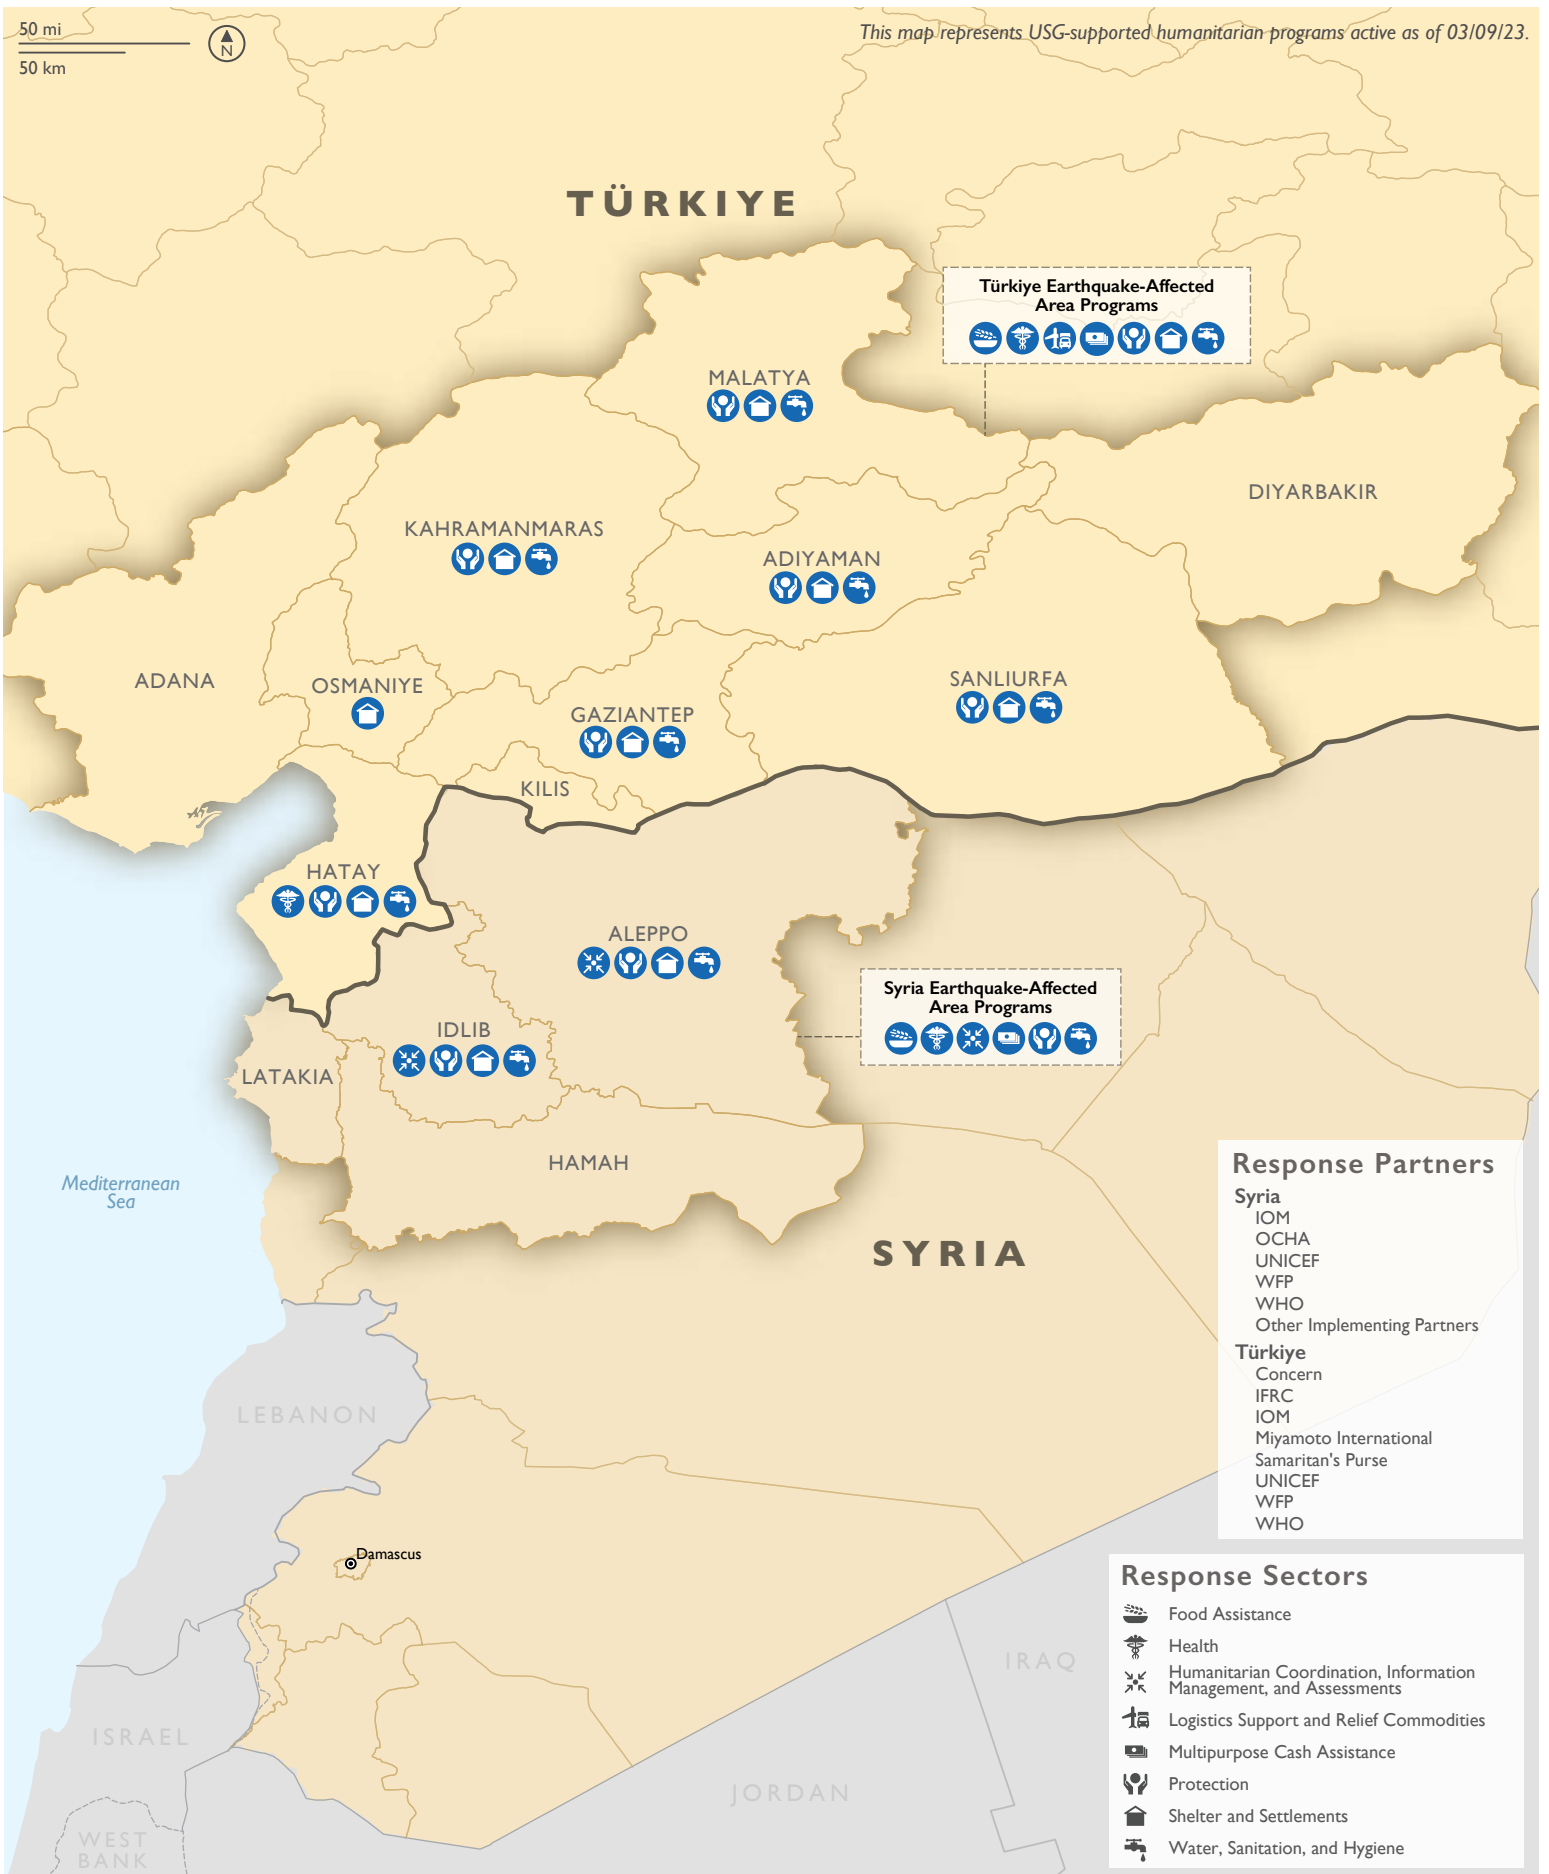 50 mi
N
50 km
This map represents USG-supported humanitarian programs active as of 03/09/23.
TÜRKIYE
Türkiye Earthquake-Affected
Area Programs
MALATYA
DIYARBAKIR
KAHRAMANMARAS
ADIYAMAN
ADANA
OSMANIYE
SANLIURFA
GAZIANTEP
KILIS
HATAY
ALEPPO
Syria Earthquake-Affected
Area Programs
IDLIB
LATAKIA
HAMAH
Mediterranean
Sea
SYRIA
Response Partners
Syria
IOM
OCHA
UNICEF
WFP
WHO
Other Implementing Partners
Türkiye
Concern
IFRC
IOM
Miyamoto International
Samaritan's Purse
UNICEF
WFP
WHO
LEBANON
Damascus
Response Sectors
Food Assistance
Health
Humanitarian Coordination, Information
Management, and Assessments
Logistics Support and Relief Commodities
Multipurpose Cash Assistance
Protection
Shelter and Settlements
Water, Sanitation, and Hygiene
IRAQ
ISRAEL
JORDAN
WEST
BANK